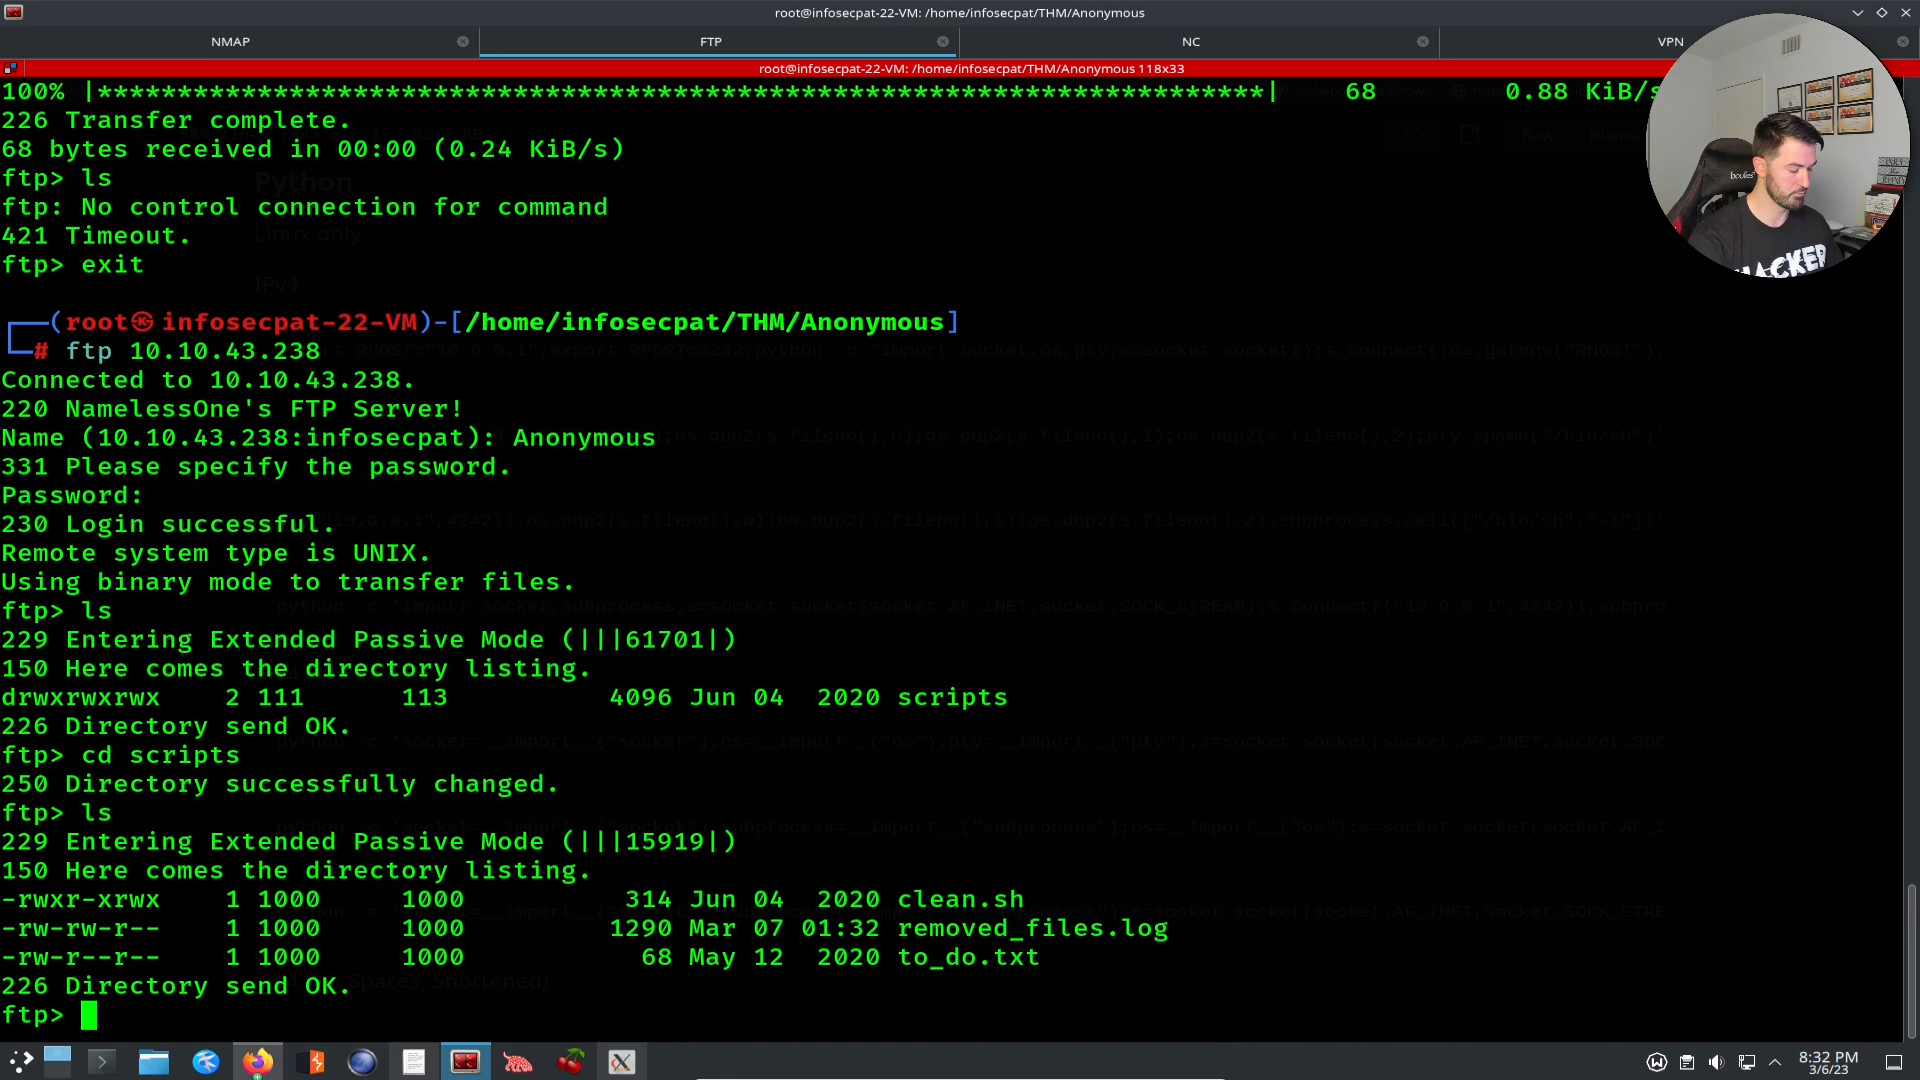 root@infosecpat-22-VM: /home/infosecpat/THM/Anonymous
NMAP
FTP
NC
VPN
root@infosecpat-22-VM: /home/infosecpat/THM/Anonymous 118x33
100% |*************************************************************************| 68 0.88 KiB/s
226 Transfer complete.
68 bytes received in 00:00 (0.24 KiB/s)
ftp> ls
ftp: No control connection for command
421 Timeout.
ftp> exit
┌──(root㉿infosecpat-22-VM)-[/home/infosecpat/THM/Anonymous]
└─# ftp 10.10.43.238
Connected to 10.10.43.238.
220 NamelessOne's FTP Server!
Name (10.10.43.238:infosecpat): Anonymous
331 Please specify the password.
Password:
230 Login successful.
Remote system type is UNIX.
Using binary mode to transfer files.
ftp> ls
229 Entering Extended Passive Mode (|||61701|)
150 Here comes the directory listing.
drwxrwxrwx 2 111 113 4096 Jun 04 2020 scripts
226 Directory send OK.
ftp> cd scripts
250 Directory successfully changed.
ftp> ls
229 Entering Extended Passive Mode (|||15919|)
150 Here comes the directory listing.
-rwxr-xrwx 1 1000 1000 314 Jun 04 2020 clean.sh
-rw-rw-r-- 1 1000 1000 1290 Mar 07 01:32 removed_files.log
-rw-r--r-- 1 1000 1000 68 May 12 2020 to_do.txt
226 Directory send OK.
ftp>
8:32 PM
3/6/23